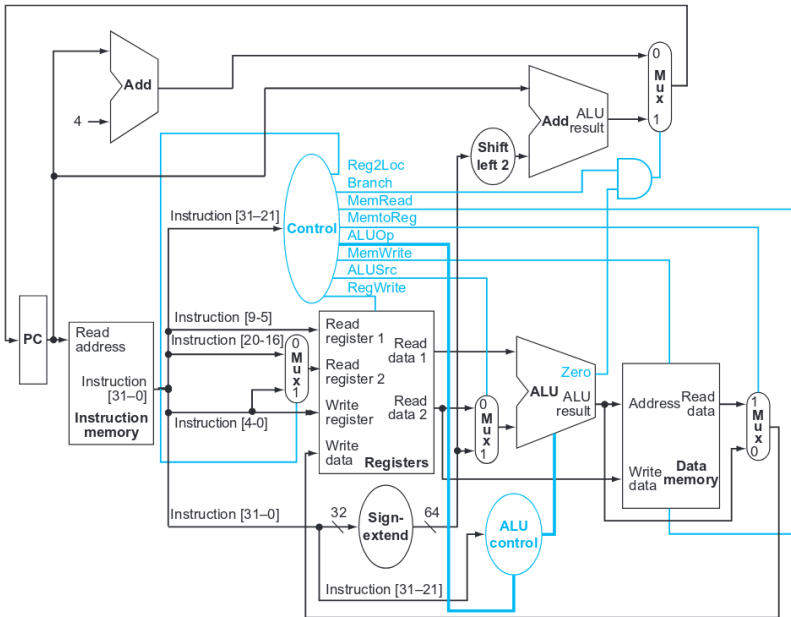 0
M
u
x
1
Add
4
Add
ALU
result
Shift
left 2
Reg2Loc
Branch
MemRead
MemtoReg
ALUOp
MemWrite
ALUSrc
RegWrite
Control
Instruction [31–21]
PC
Read
address
Instruction
[31–0]
Instruction
memory
Instruction [9-5]
Instruction [20-16]
Instruction [4-0]
0
M
u
x
1
Read
register 1
Read
register 2
Write
register
Write
data
Read
data 1
Read
data 2
Registers
0
M
u
x
1
Zero
ALU
ALU
result
Address
Read
data
Write
data
Data
memory
1
M
u
x
0
Instruction [31–0]
32
Sign-
extend
64
ALU
control
Instruction [31–21]